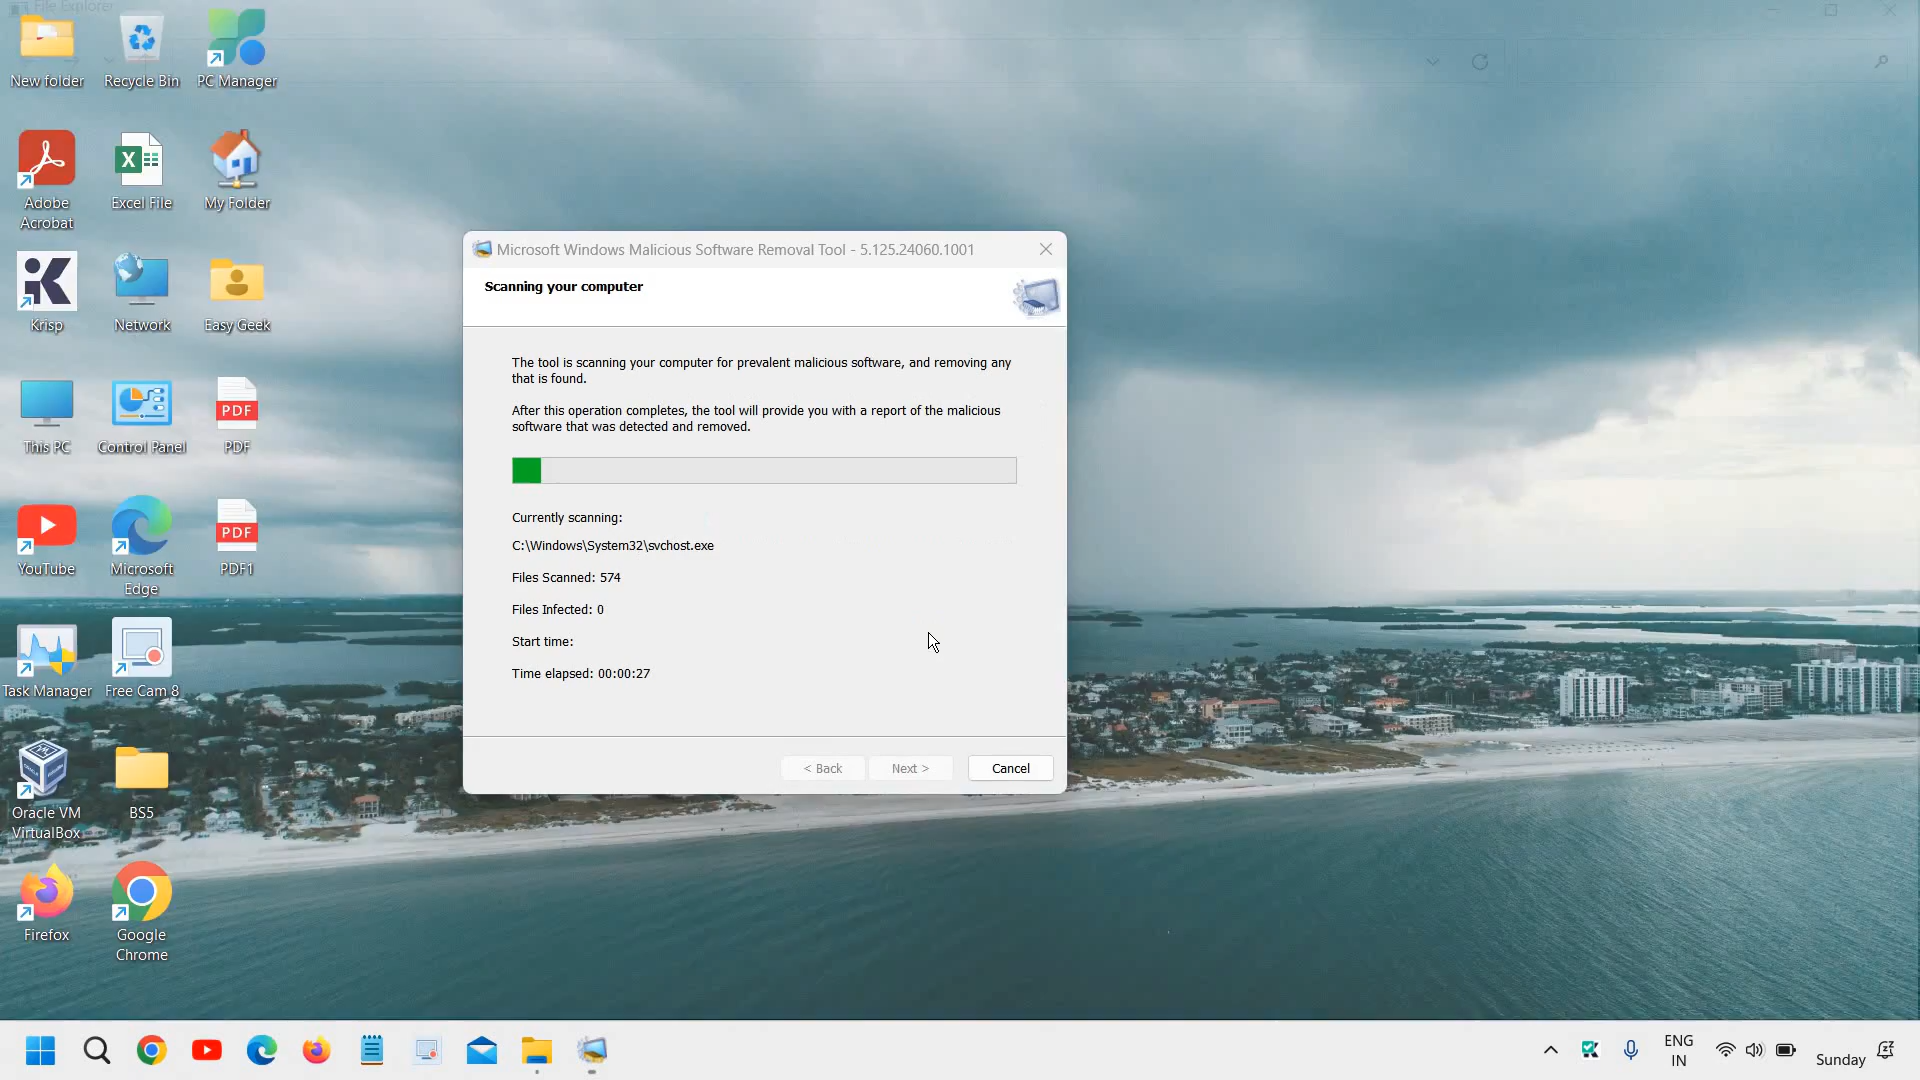 File Explorer
New folder
Recycle Bin
PC Manager
Adobe
Acrobat
Excel File
My Folder
Krisp
Network
Easy Geek
This PC
Control Panel
PDF
PDF
YouTube
Microsoft
Edge
PDF
PDF1
Task Manager
Free Cam 8
Oracle VM
VirtualBox
BS5
Firefox
Google
Chrome
Microsoft Windows Malicious Software Removal Tool - 5.125.24060.1001
Scanning your computer
The tool is scanning your computer for prevalent malicious software, and removing any
that is found.
After this operation completes, the tool will provide you with a report of the malicious
software that was detected and removed.
Currently scanning:
C:\Windows\System32\svchost.exe
Files Scanned: 574
Files Infected: 0
Start time:
Time elapsed: 00:00:27
< Back
Next >
Cancel
ENG
IN
Sunday